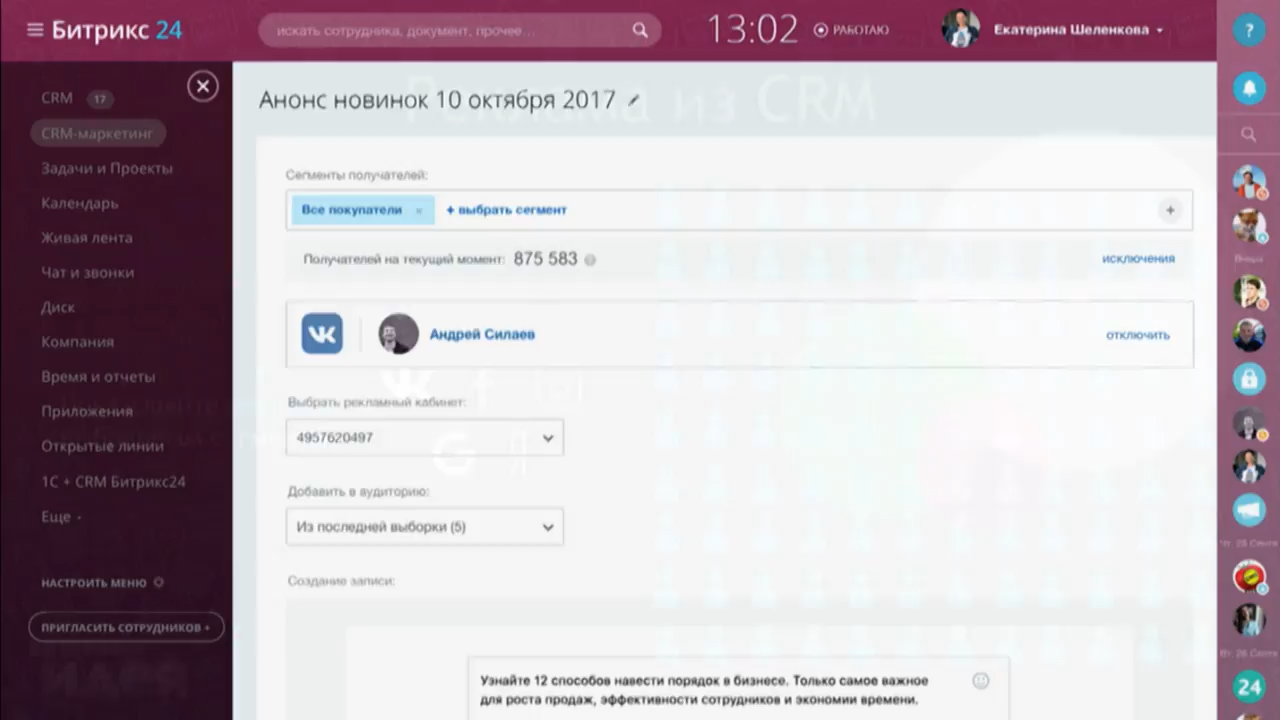 Битрикс 24
искать сотрудника, документ, прочее...
13:02
РАБОТАЮ
Екатерина Шеленкова
?
CRM 17
CRM-маркетинг
Задачи и Проекты
Календарь
Живая лента
Чат и звонки
Диск
Компания
Время и отчеты
Приложения
Открытые линии
1С + CRM Битрикс24
Еще
НАСТРОИТЬ МЕНЮ
ПРИГЛАСИТЬ СОТРУДНИКОВ +
Реклама из CRM
Анонс новинок 10 октября 2017
Сегменты получателей:
Все покупатели × + выбрать сегмент +
Получателей на текущий момент: 875 583
исключения
Андрей Силаев
отключить
Выбрать рекламный кабинет:
4957620497
Добавить в аудиторию:
Из последней выборки (5)
Создание записи:
Узнайте 12 способов навести порядок в бизнесе. Только самое важное
для роста продаж, эффективности сотрудников и экономии времени.
Вчера
24